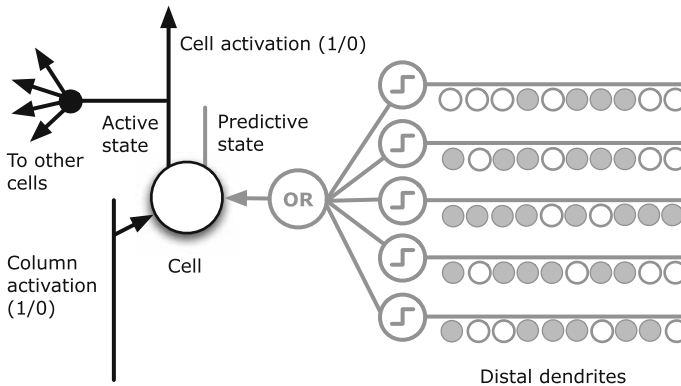 Cell activation (1/0)
Active
state
Predictive
state
To other
cells
OR
Column
activation
(1/0)
Cell
Distal dendrites